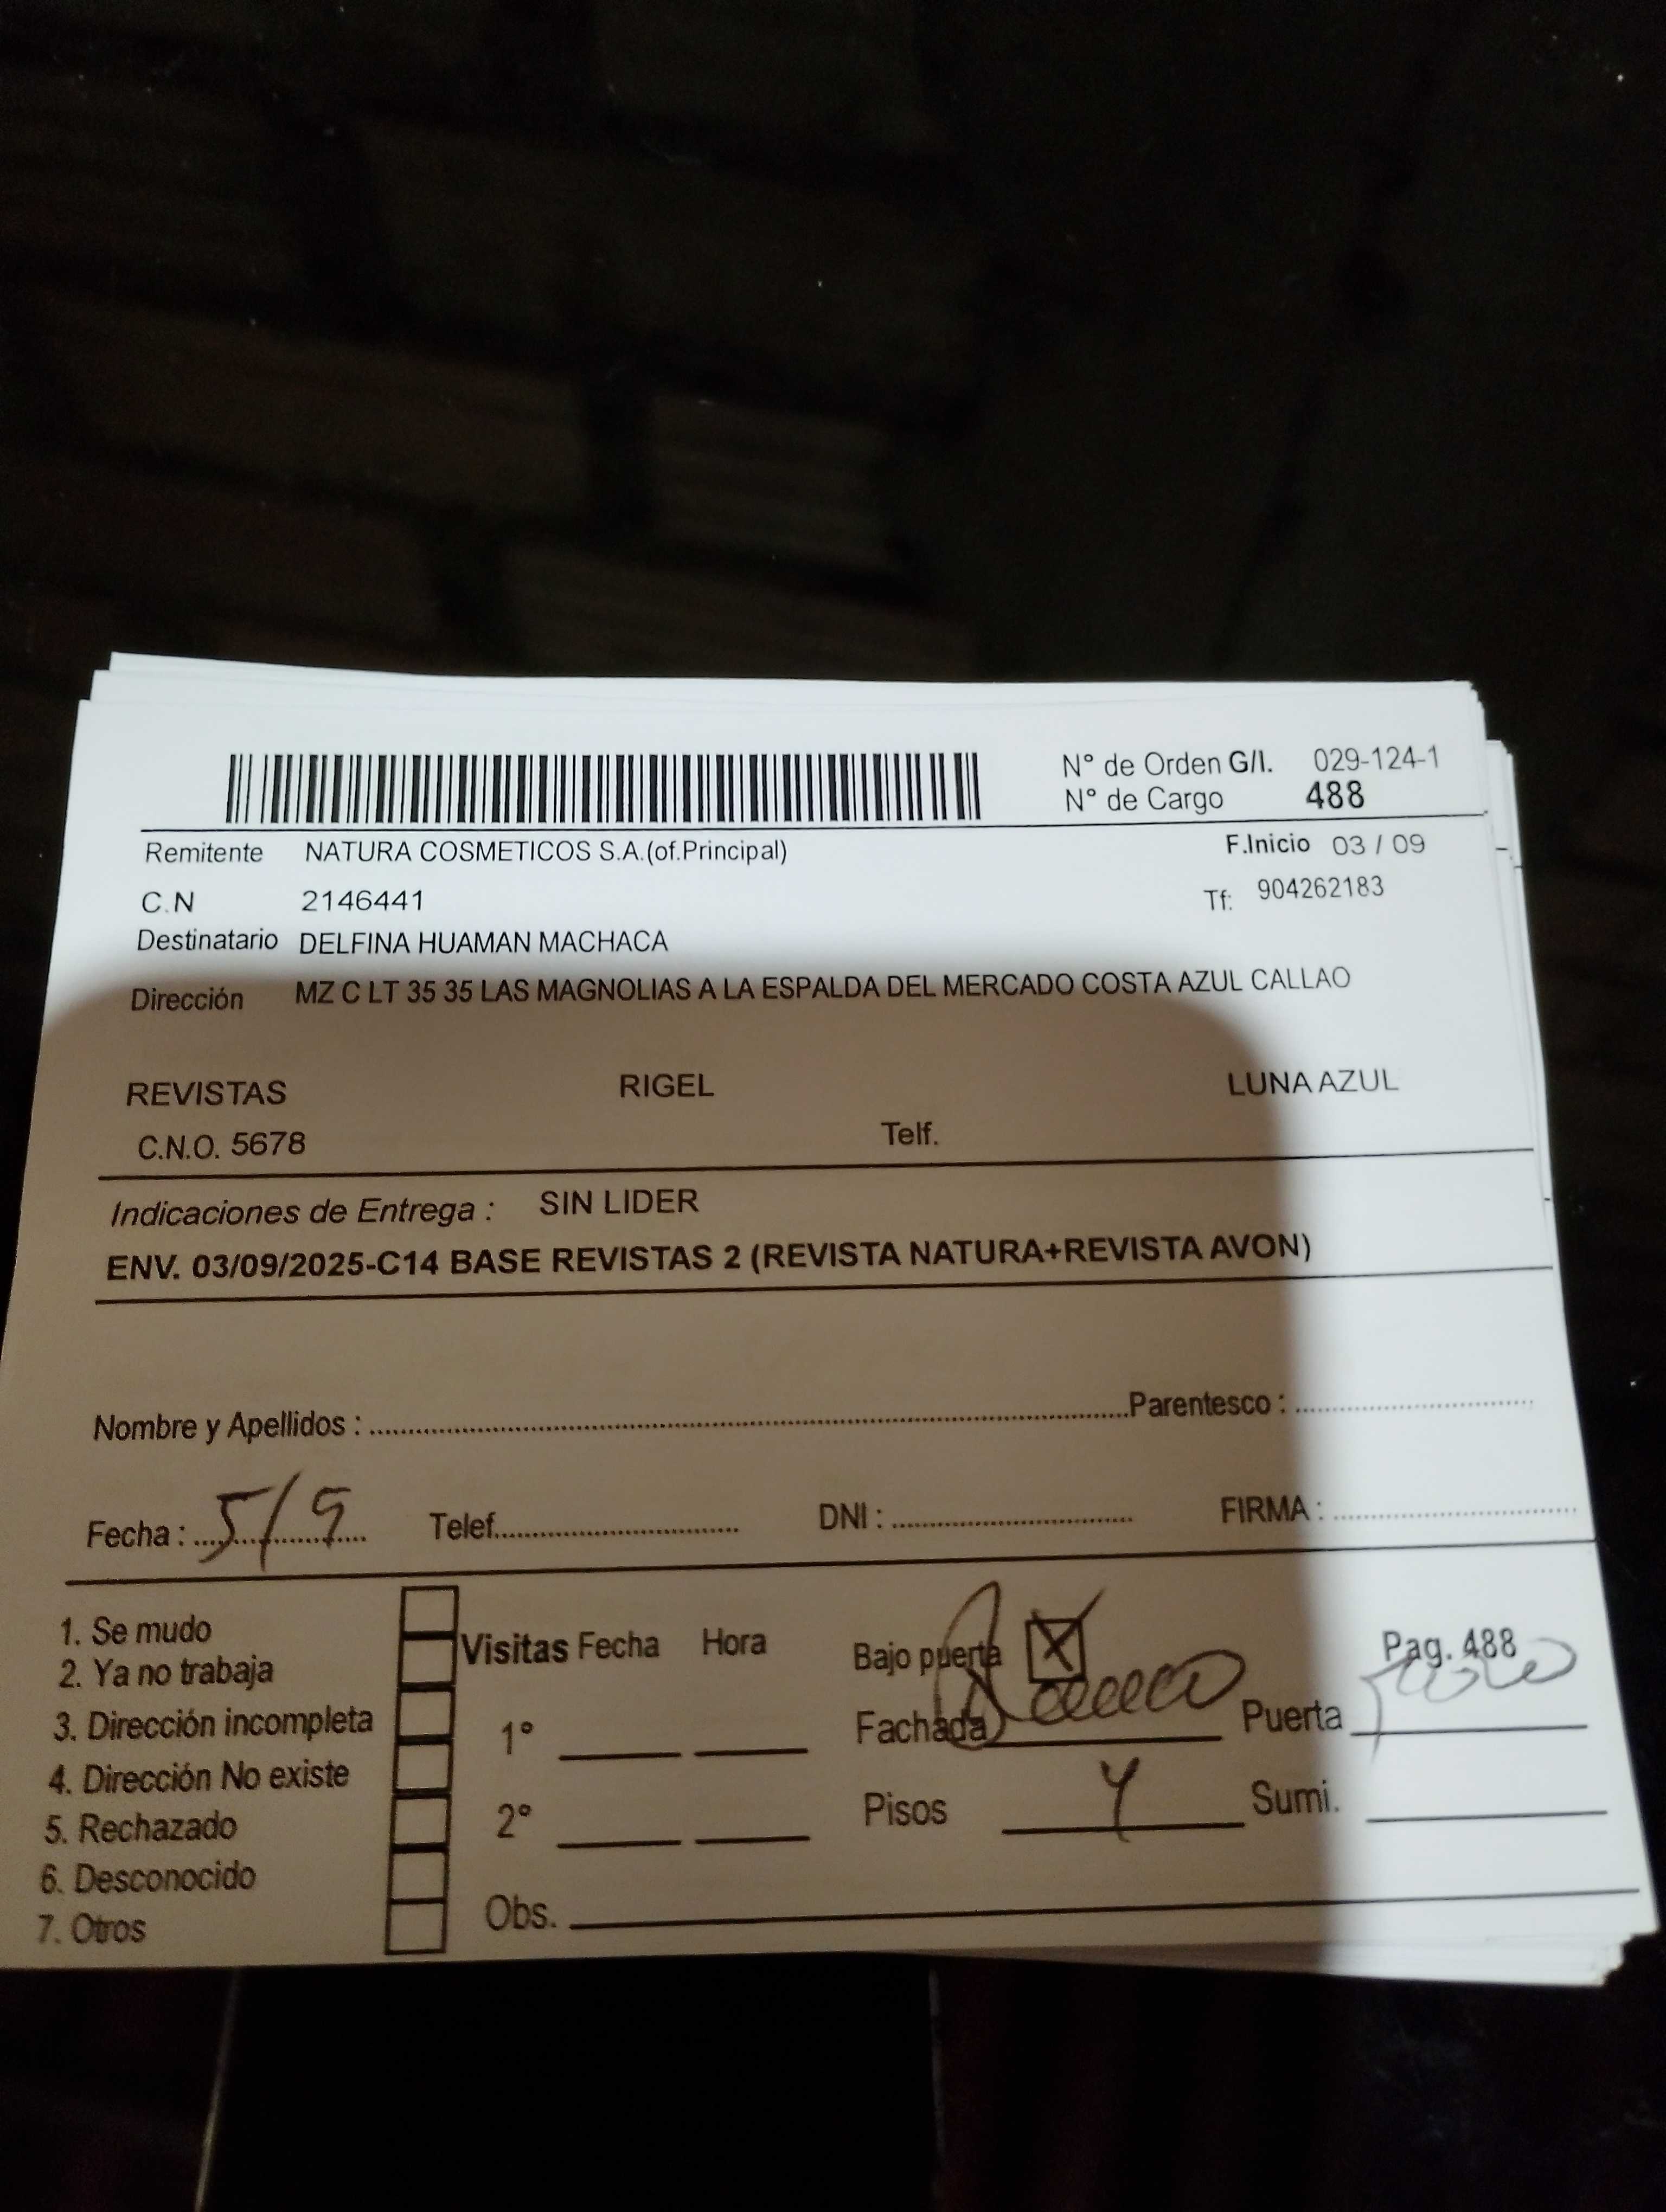 N° de Orden G/I. 029-124-1
N° de Cargo 488
Remitente NATURA COSMETICOS S.A.(of.Principal) F.Inicio 03 / 09
C.N 2146441 Tf: 904262183
Destinatario DELFINA HUAMAN MACHACA
Dirección MZ C LT 35 35 LAS MAGNOLIAS A LA ESPALDA DEL MERCADO COSTA AZUL CALLAO
REVISTAS RIGEL LUNA AZUL
C.N.O. 5678 Telf.
Indicaciones de Entrega : SIN LIDER
ENV. 03/09/2025-C14 BASE REVISTAS 2 (REVISTA NATURA+REVISTA AVON)
Nombre y Apellidos : Parentesco :
Fecha : 5/9 Telef. DNI : FIRMA :
1. Se mudo
2. Ya no trabaja
3. Dirección incompleta
4. Dirección No existe
5. Rechazado
6. Desconocido
7. Otros
Visitas Fecha Hora
1°
2°
Obs.
Bajo puerta X Pag. 488
Fachada Puerta
Pisos 4 Sumi.